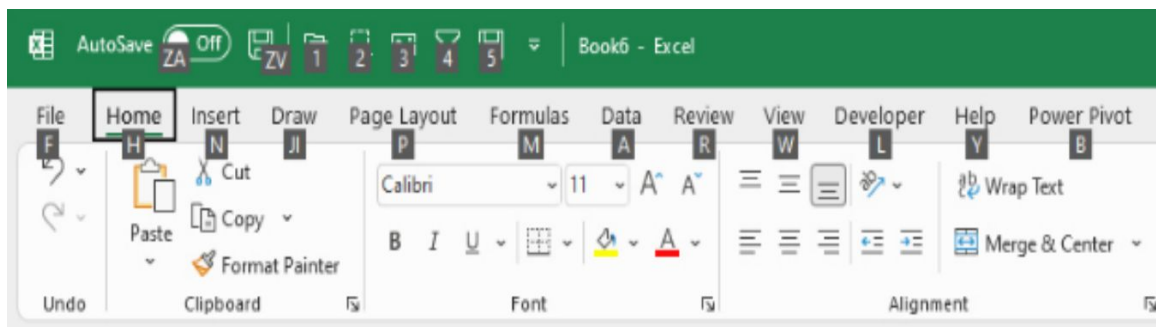 AutoSave Off Book6 - Excel
ZA ZV 1 2 3 4 5
File Home Insert Draw Page Layout Formulas Data Review View Developer Help Power Pivot
F H N JI P M A R W L Y B
Cut
Calibri 11 A A ab Wrap Text
Paste Copy
B I U A Merge & Center
Format Painter
Undo Clipboard Font Alignment